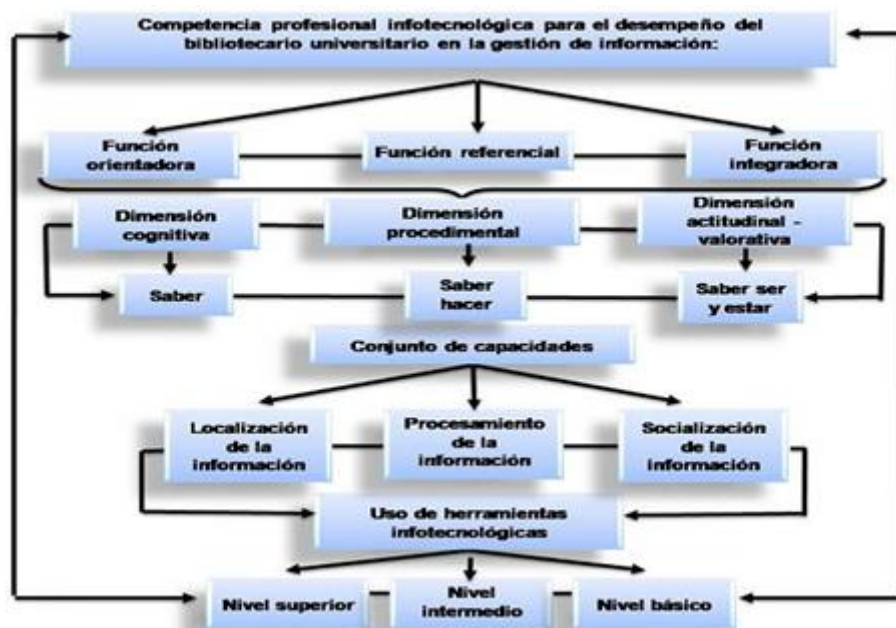 Competencia profesional infotecnológica para el desempeño del
bibliotecario universitario en la gestión de información:
Función
orientadora
Función referencial
Función
integradora
Dimensión
cognitiva
Dimensión
procedimental
Dimensión
actitudinal -
valorativa
Saber
Saber
hacer
Saber ser
y estar
Conjunto de capacidades
Localización
de la
información
Procesamiento
de la
información
Socialización
de la
información
Uso de herramientas
infotecnológicas
Nivel superior
Nivel
intermedio
Nivel básico